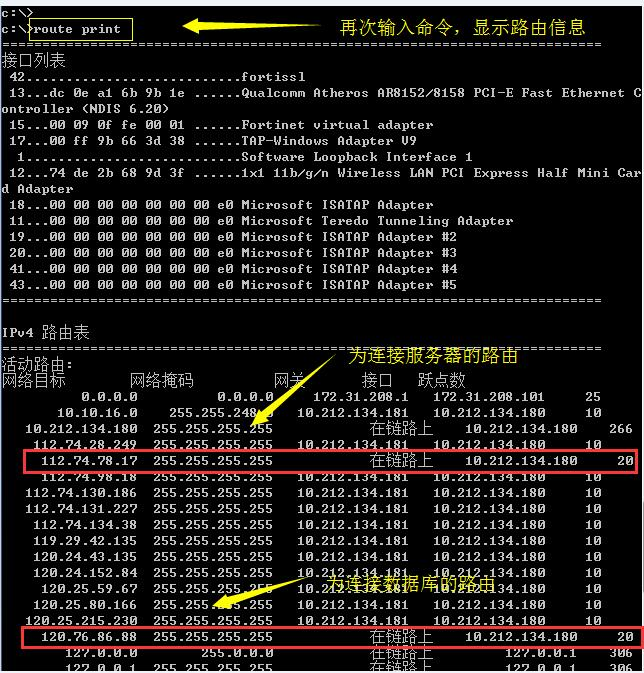 c:\>
c:\>route print
再次输入命令，显示路由信息
===========================================================================
接口列表
42...........................fortissl
13...dc 0e a1 6b 9b 1e ......Qualcomm Atheros AR8152/8158 PCI-E Fast Ethernet C
ontroller (NDIS 6.20)
15...00 09 0f fe 00 01 ......Fortinet virtual adapter
17...00 ff 9b 66 3d 38 ......TAP-Windows Adapter V9
1...........................Software Loopback Interface 1
12...74 de 2b 68 9d 3f ......1x1 11b/g/n Wireless LAN PCI Express Half Mini Car
d Adapter
18...00 00 00 00 00 00 00 e0 Microsoft ISATAP Adapter
11...00 00 00 00 00 00 00 e0 Microsoft Teredo Tunneling Adapter
19...00 00 00 00 00 00 00 e0 Microsoft ISATAP Adapter #2
20...00 00 00 00 00 00 00 e0 Microsoft ISATAP Adapter #3
41...00 00 00 00 00 00 00 e0 Microsoft ISATAP Adapter #4
43...00 00 00 00 00 00 00 e0 Microsoft ISATAP Adapter #5
===========================================================================
IPv4 路由表
===========================================================================
活动路由:
为连接服务器的路由
网络目标 网络掩码 网关 接口 跃点数
0.0.0.0 0.0.0.0 172.31.208.1 172.31.208.101 25
10.10.16.0 255.255.248.0 10.212.134.181 10.212.134.180 10
10.212.134.180 255.255.255.255 在链路上 10.212.134.180 266
112.74.28.249 255.255.255.255 10.212.134.181 10.212.134.180 10
112.74.78.17 255.255.255.255 在链路上 10.212.134.180 20
112.74.98.18 255.255.255.255 10.212.134.181 10.212.134.180 10
112.74.130.186 255.255.255.255 10.212.134.181 10.212.134.180 10
112.74.131.227 255.255.255.255 10.212.134.181 10.212.134.180 10
112.74.134.38 255.255.255.255 10.212.134.181 10.212.134.180 10
119.29.42.135 255.255.255.255 10.212.134.181 10.212.134.180 10
120.24.43.135 255.255.255.255 10.212.134.181 10.212.134.180 10
120.24.152.84 255.255.255.255 10.212.134.181 10.212.134.180 10
为连接数据库的路由
120.25.59.67 255.255.255.255 10.212.134.181 10.212.134.180 10
120.25.80.166 255.255.255.255 10.212.134.181 10.212.134.180 10
120.25.215.230 255.255.255.255 10.212.134.181 10.212.134.180 10
120.76.86.88 255.255.255.255 在链路上 10.212.134.180 20
127.0.0.0 255.0.0.0 在链路上 127.0.0.1 306
127.0.0.1 255.255.255.255 在链路上 127.0.0.1 306